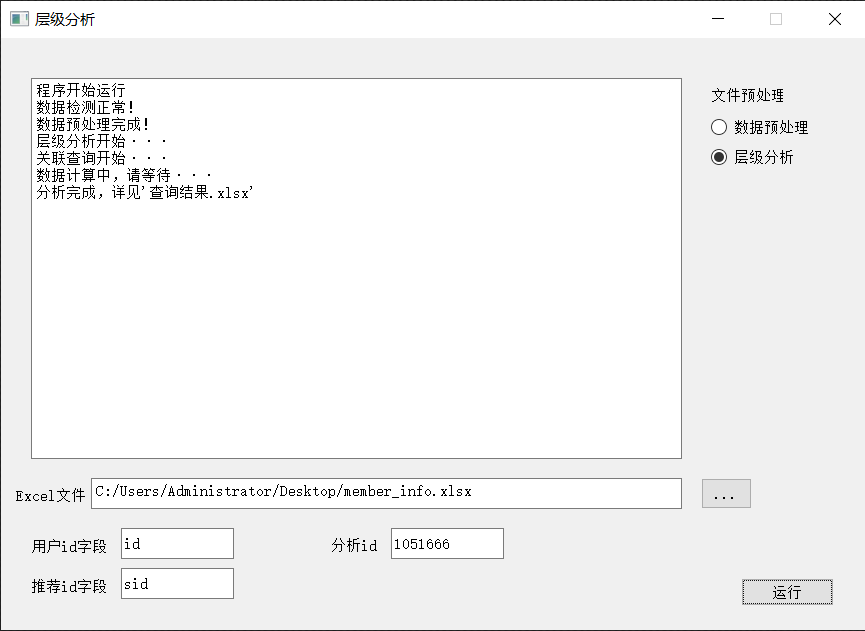 层级分析
程序开始运行
数据检测正常!
数据预处理完成!
层级分析开始···
关联查询开始···
数据计算中，请等待···
分析完成，详见'查询结果.xlsx'
文件预处理
数据预处理
层级分析
Excel文件 C:/Users/Administrator/Desktop/member_info.xlsx ...
用户id字段 id 分析id 1051666
推荐id字段 sid
运行